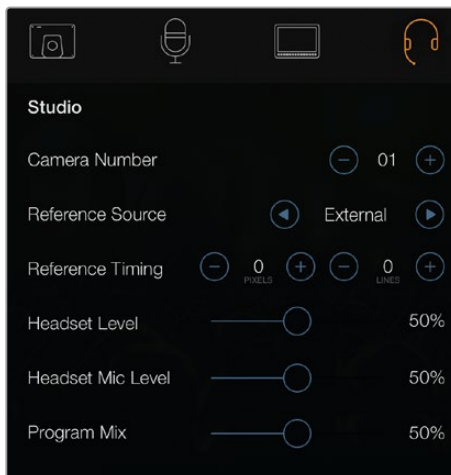 Studio
Camera Number 01
Reference Source External
Reference Timing 0 PIXELS 0 LINES
Headset Level 50%
Headset Mic Level 50%
Program Mix 50%